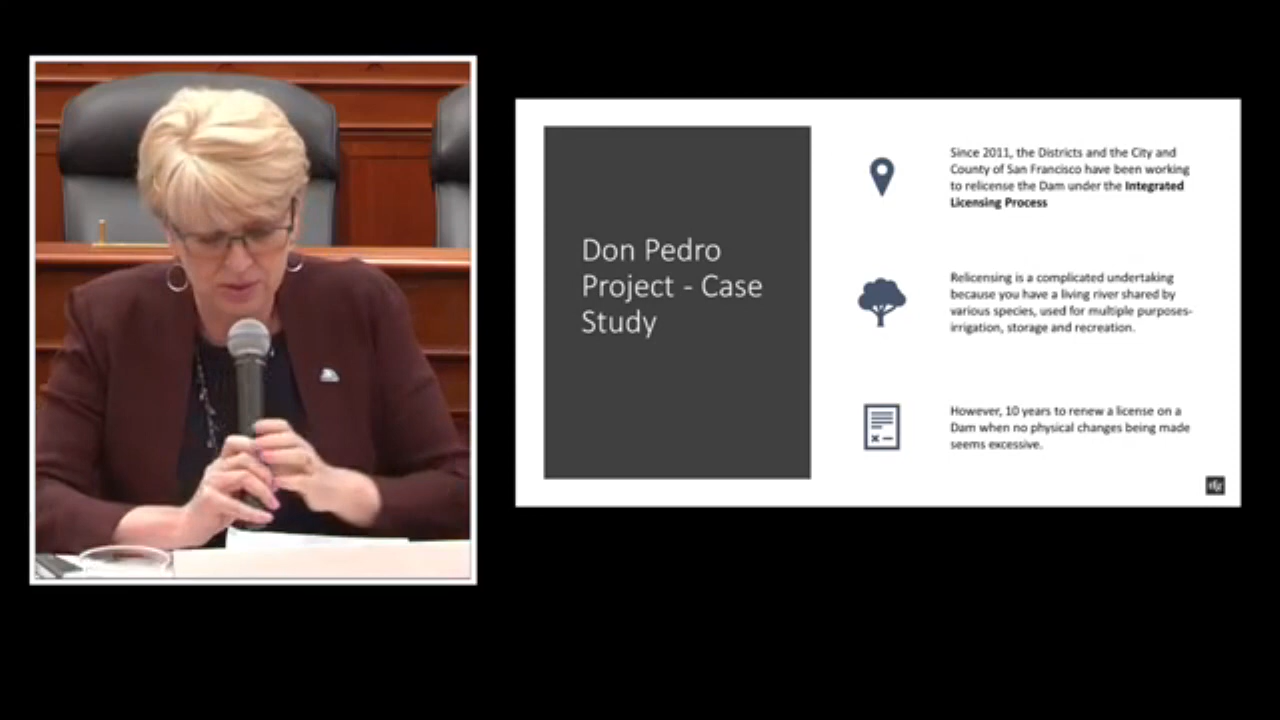 Don Pedro
Project - Case
Study
Since 2011, the Districts and the City and
County of San Francisco have been working
to relicense the Dam under the Integrated
Licensing Process
Relicensing is a complicated undertaking
because you have a living river shared by
various species, used for multiple purposes-
irrigation, storage and recreation.
However, 10 years to renew a license on a
Dam when no physical changes being made
seems excessive.